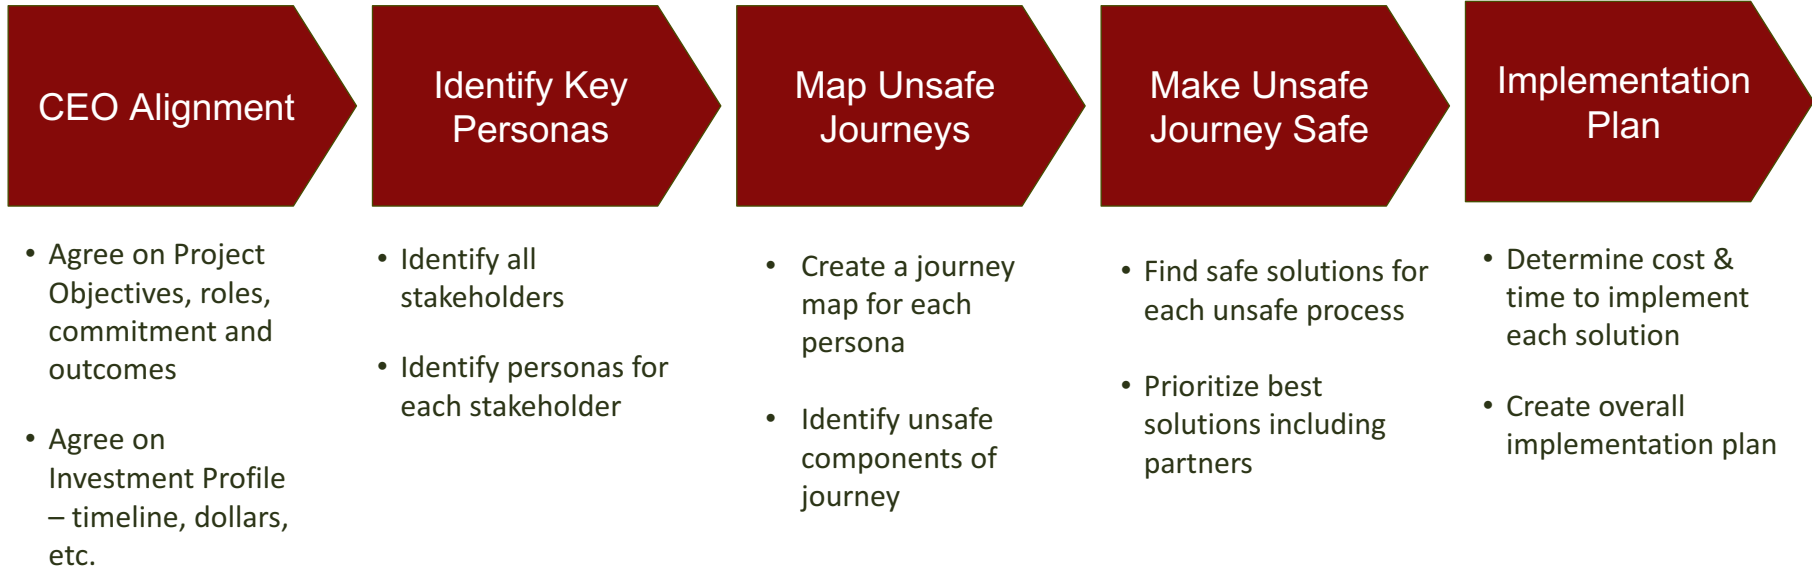 CEO Alignment
• Agree on Project
Objectives, roles,
commitment and
outcomes
• Agree on
Investment Profile
– timeline, dollars,
etc.
Identify Key
Personas
• Identify all
stakeholders
• Identify personas for
each stakeholder
Map Unsafe
Journeys
• Create a journey
map for each
persona
• Identify unsafe
components of
journey
Make Unsafe
Journey Safe
• Find safe solutions for
each unsafe process
• Prioritize best
solutions including
partners
Implementation
Plan
• Determine cost &
time to implement
each solution
• Create overall
implementation plan